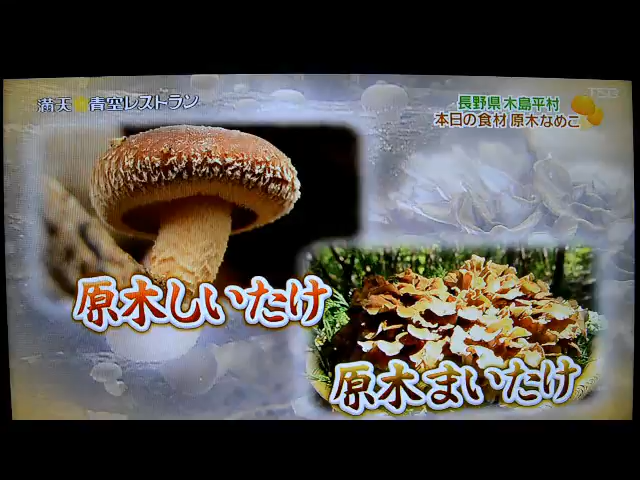 満天 青空レストラン
長野県 木島平村
本日の食材 原木なめこ
原木しいたけ
原木まいたけ